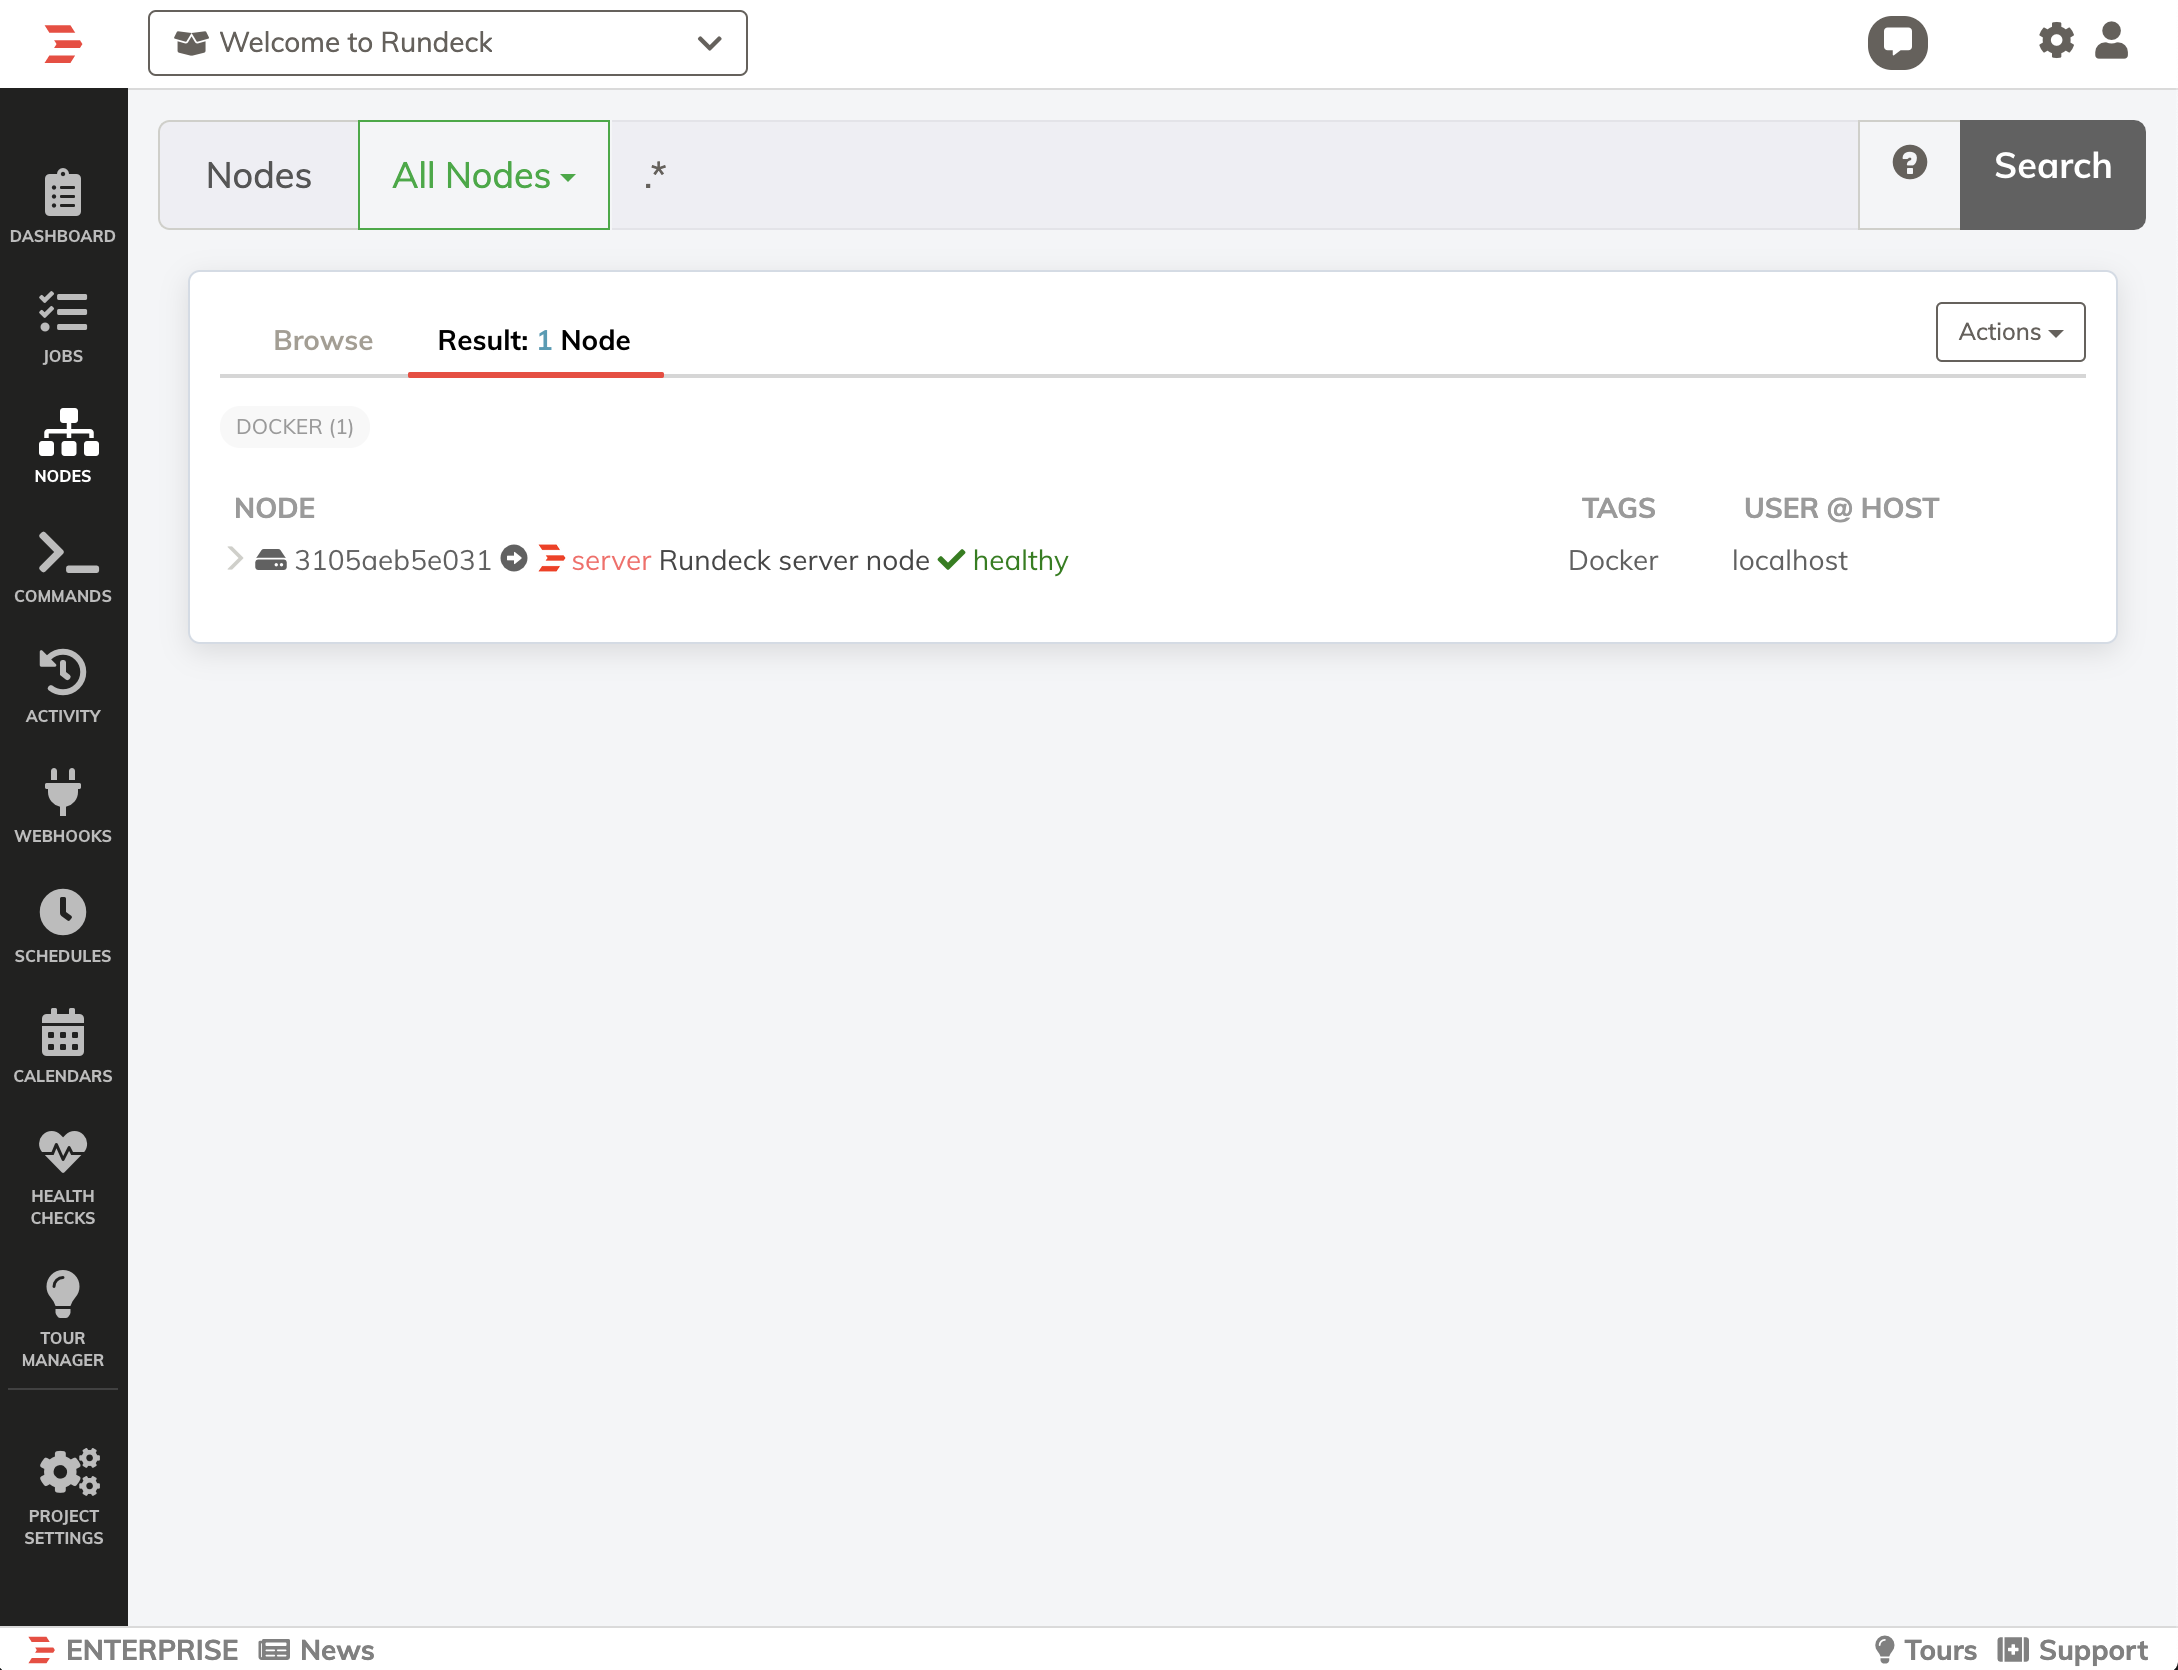 Welcome to Rundeck
Nodes All Nodes .* Search
DASHBOARD
JOBS
NODES
COMMANDS
ACTIVITY
WEBHOOKS
SCHEDULES
CALENDARS
HEALTH
CHECKS
TOUR
MANAGER
PROJECT
SETTINGS
Browse Result: 1 Node Actions
DOCKER (1)
NODE TAGS USER @ HOST
3105aeb5e031 server Rundeck server node healthy Docker localhost
ENTERPRISE News Tours Support